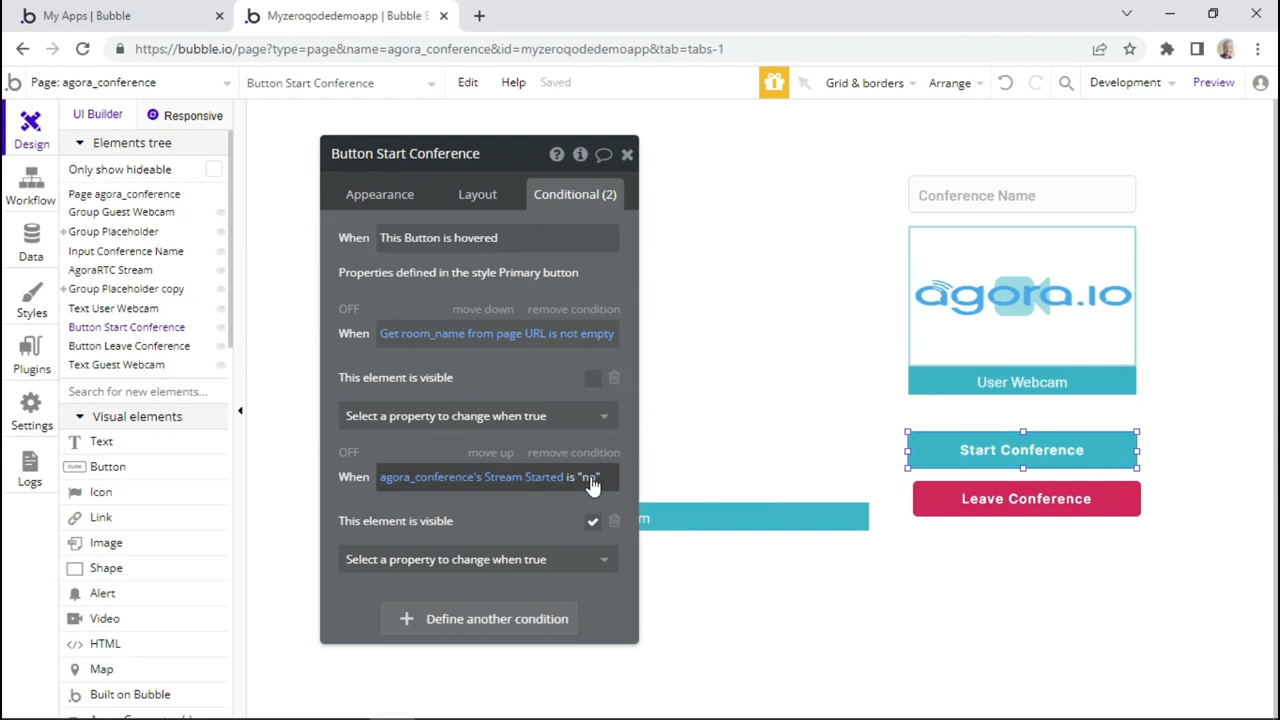 My Apps | Bubble
Myzeroqodedemoapp | Bubble E
https://bubble.io/page?type=page&name=agora_conference&id=myzeroqodedemoapp&tab=tabs-1
Page: agora_conference
Button Start Conference
Edit
Help
Saved
Grid & borders
Arrange
Development
Preview
Design
Workflow
Data
Styles
Plugins
Settings
Logs
UI Builder
Responsive
Elements tree
Only show hideable
Page agora_conference
Group Guest Webcam
Group Placeholder
Input Conference Name
AgoraRTC Stream
Group Placeholder copy
Text User Webcam
Button Start Conference
Button Leave Conference
Text Guest Webcam
Search for new elements...
Visual elements
Text
CLICK Button
Icon
Link
Image
Shape
Alert
Video
</> HTML
Map
Built on Bubble
Button Start Conference
Appearance
Layout
Conditional (2)
When This Button is hovered
Properties defined in the style Primary button
OFF move down remove condition
When Get room_name from page URL is not empty
This element is visible
Select a property to change when true
OFF move up remove condition
When agora_conference's Stream Started is "no"
This element is visible
Select a property to change when true
+ Define another condition
Conference Name
agora.io
User Webcam
Start Conference
Leave Conference
m